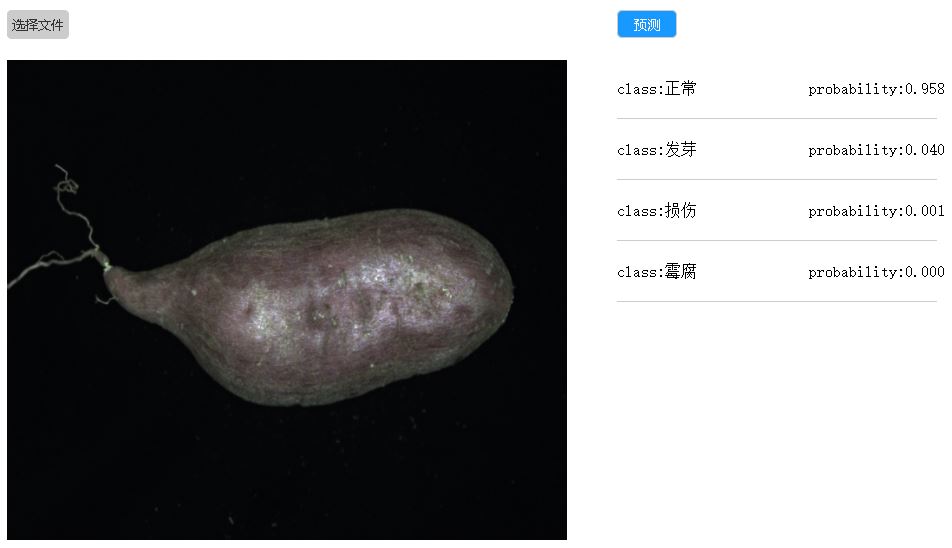 选择文件
预测
class:正常 probability:0.958
class:发芽 probability:0.040
class:损伤 probability:0.001
class:霉腐 probability:0.000